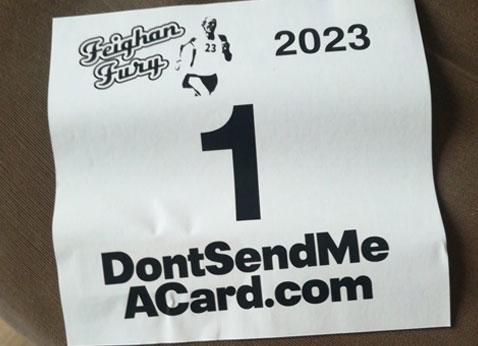 Feighan
Fury
23
2023
1
DontSendMe
ACard.com